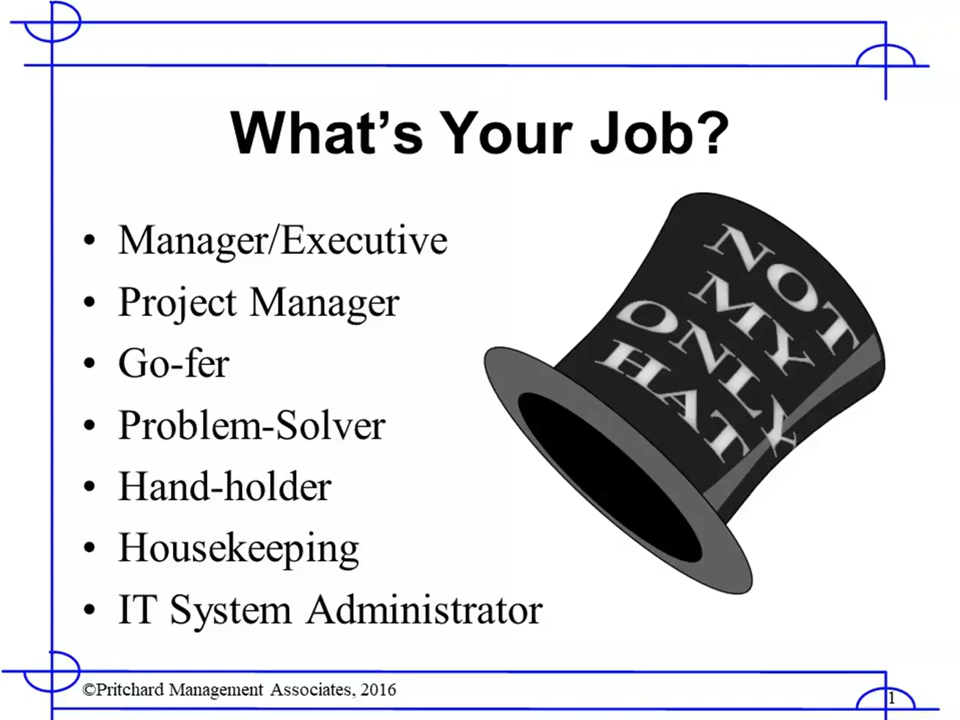 What's Your Job?
• Manager/Executive
• Project Manager
• Go-fer
• Problem-Solver
• Hand-holder
• Housekeeping
• IT System Administrator
NOT
MY
ONLY
HAT
©Pritchard Management Associates, 2016
1